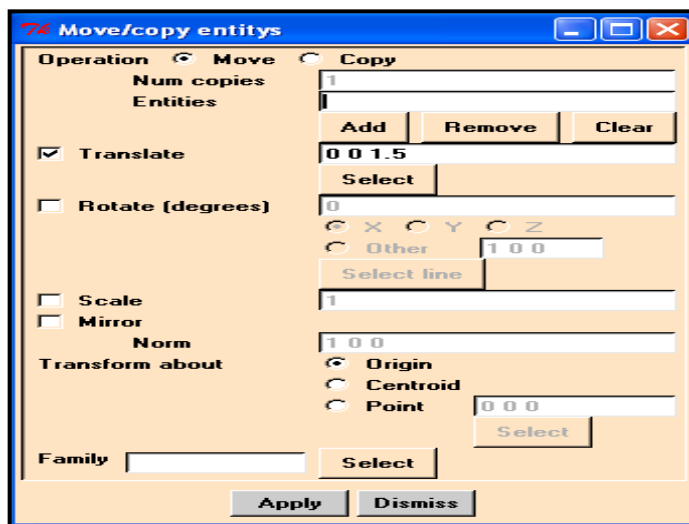 7% Move/copy entitys
Operation Move Copy
Num copies 1
Entities
Add Remove Clear
Translate 0 0 1.5
Select
Rotate (degrees) 0
X Y Z
Other 1 0 0
Select line
Scale 1
Mirror
Norm 1 0 0
Transform about Origin
Centroid
Point 0 0 0
Select
Family Select
Apply Dismiss